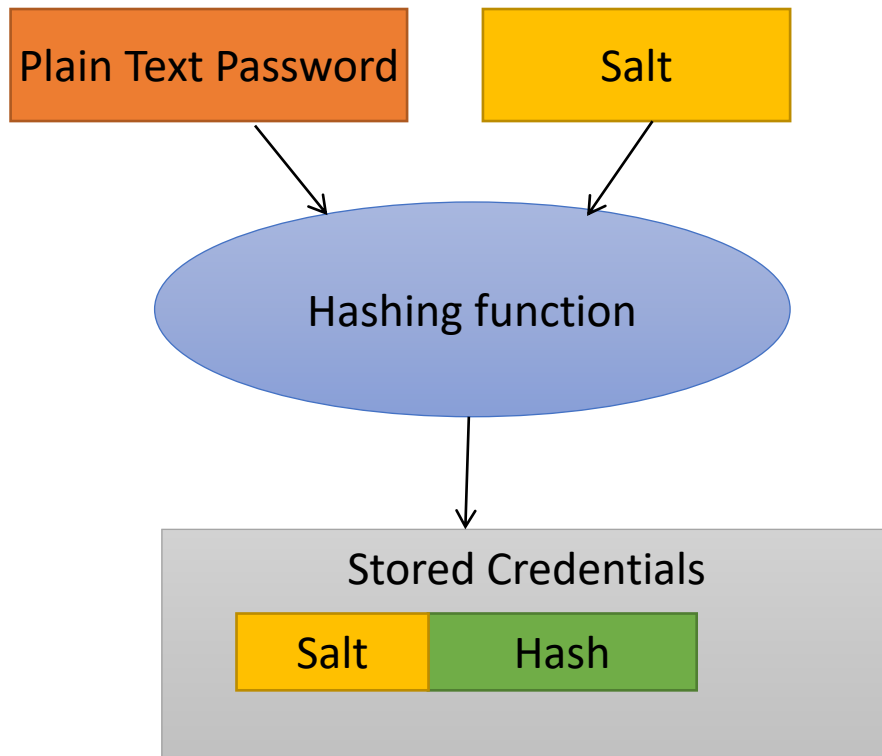 Plain Text Password
Salt
Hashing function
Stored Credentials
Salt
Hash